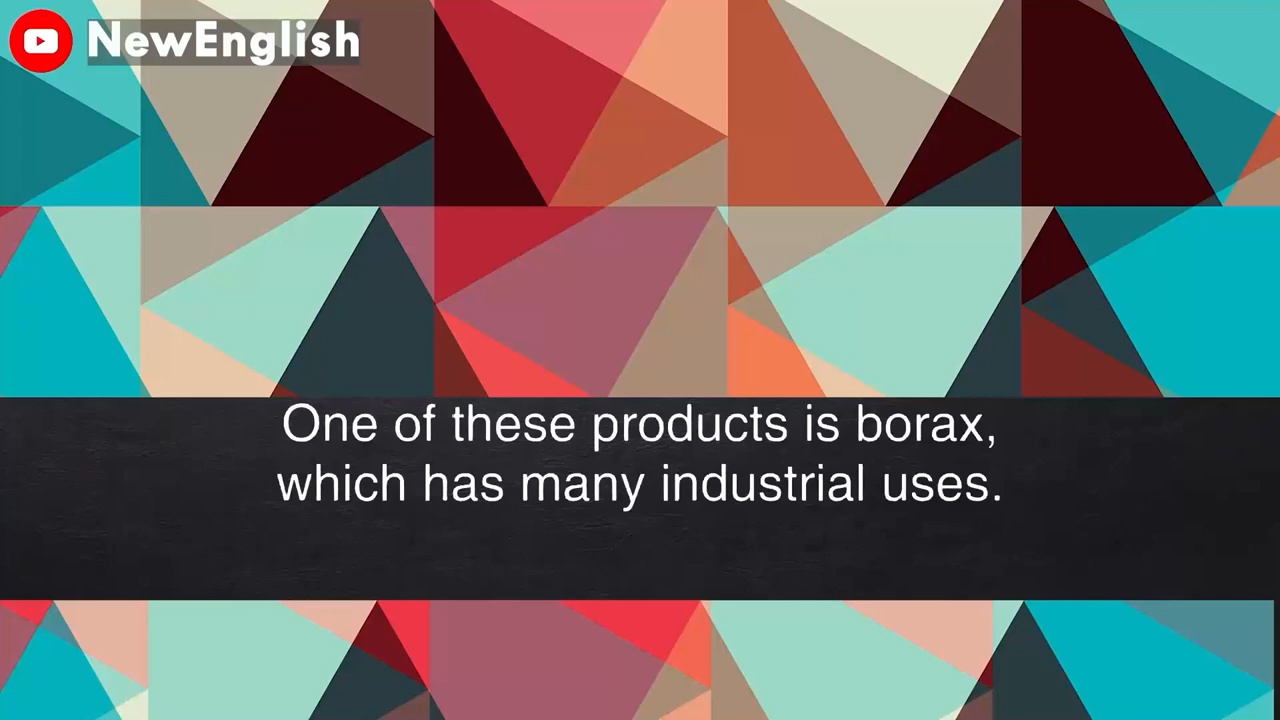 NewEnglish
One of these products is borax,
which has many industrial uses.